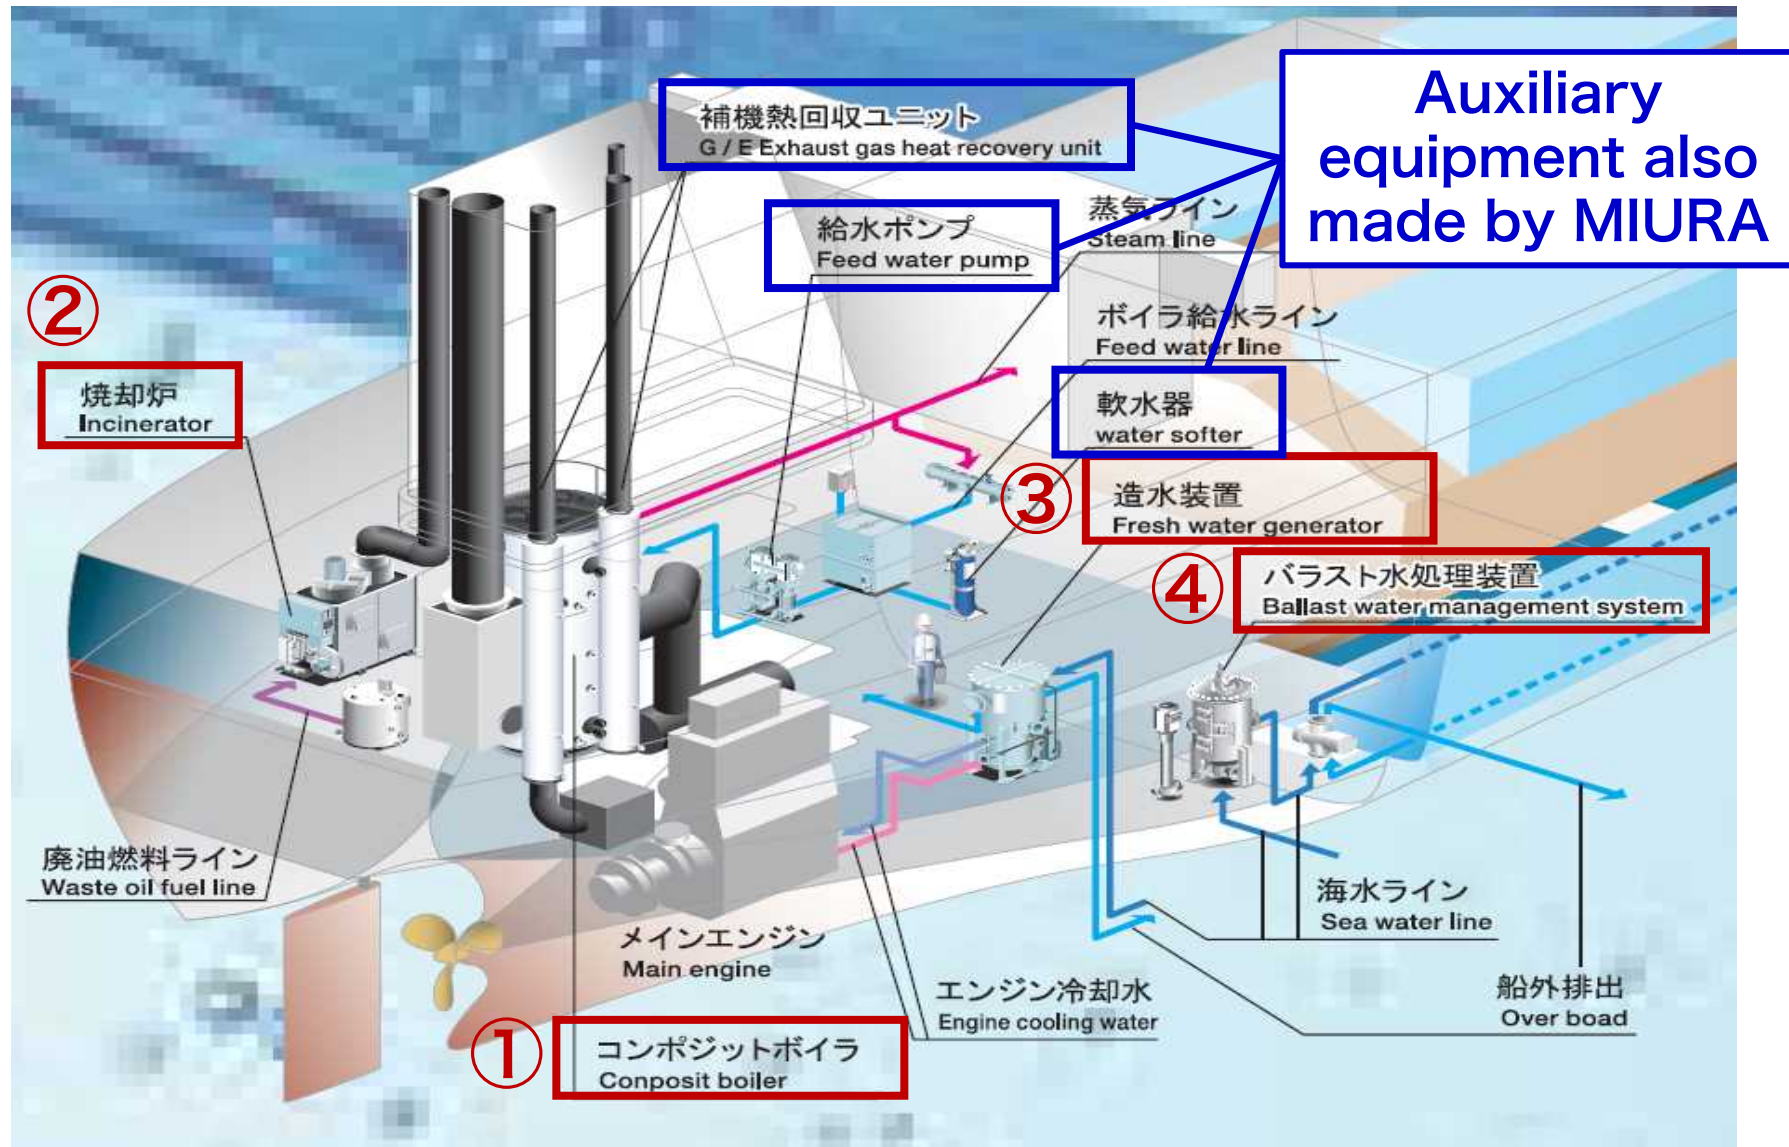 補機熱回収ユニット
G / E Exhaust gas heat recovery unit
Auxiliary
equipment also
made by MIURA
給水ポンプ
Feed water pump
蒸気ライン
Steam line
②
焼却炉
Incinerator
ボイラ給水ライン
Feed water line
軟水器
water softer
③
造水装置
Fresh water generator
④
バラスト水処理装置
Ballast water management system
廃油燃料ライン
Waste oil fuel line
メインエンジン
Main engine
エンジン冷却水
Engine cooling water
海水ライン
Sea water line
船外排出
Over boad
①
コンポジットボイラ
Conposit boiler